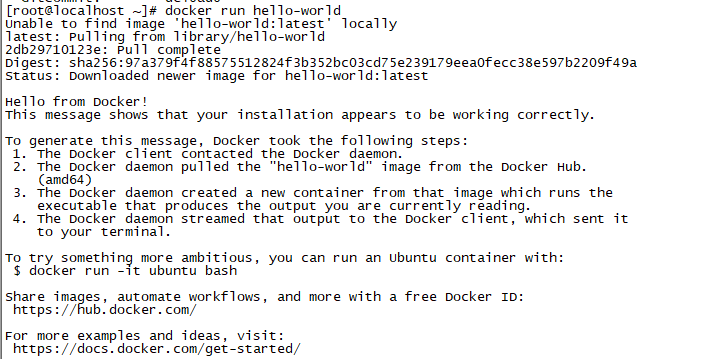 [root@localhost ~]# docker run hello-world
Unable to find image 'hello-world:latest' locally
latest: Pulling from library/hello-world
2db29710123e: Pull complete
Digest: sha256:97a379f4f88575512824f3b352bc03cd75e239179eea0fecc38e597b2209f49a
Status: Downloaded newer image for hello-world:latest

Hello from Docker!
This message shows that your installation appears to be working correctly.

To generate this message, Docker took the following steps:
 1. The Docker client contacted the Docker daemon.
 2. The Docker daemon pulled the "hello-world" image from the Docker Hub.
    (amd64)
 3. The Docker daemon created a new container from that image which runs the
    executable that produces the output you are currently reading.
 4. The Docker daemon streamed that output to the Docker client, which sent it
    to your terminal.

To try something more ambitious, you can run an Ubuntu container with:
 $ docker run -it ubuntu bash

Share images, automate workflows, and more with a free Docker ID:
 https://hub.docker.com/

For more examples and ideas, visit:
 https://docs.docker.com/get-started/